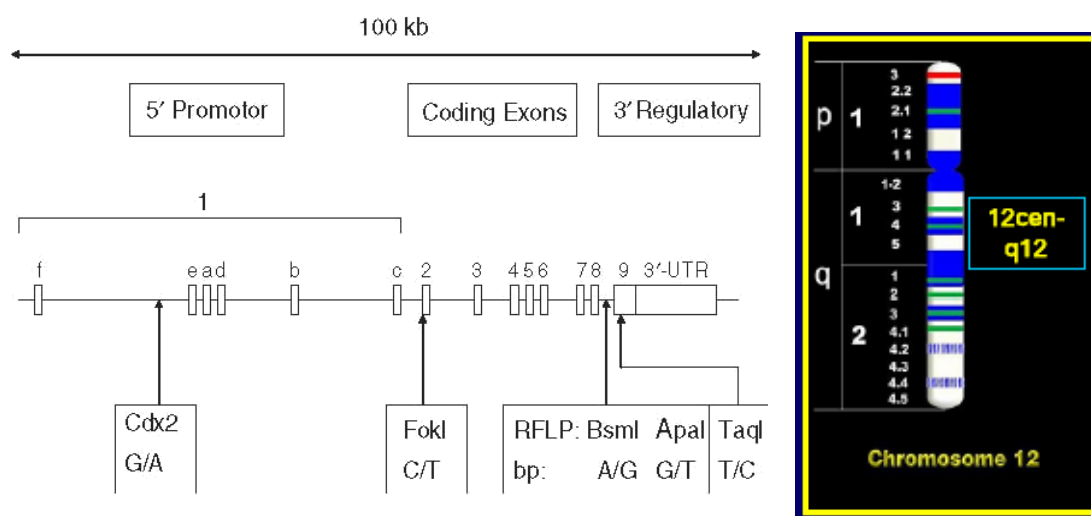 100 kb
5′ Promotor
Coding Exons
3′ Regulatory
1
f
e a d
b
c
2
3
4 5 6
7 8
9
3′-UTR
Cdx2
G/A
FokI
C/T
RFLP: BsmI ApaI TaqI
bp: A/G G/T T/C
p
1
3
2.2
2.1
1 2
1 1
q
1
1-2
3
4
5
2
1
2
3
4.1
4.2
4.3
4.4
4.5
12cen-
q12
Chromosome 12